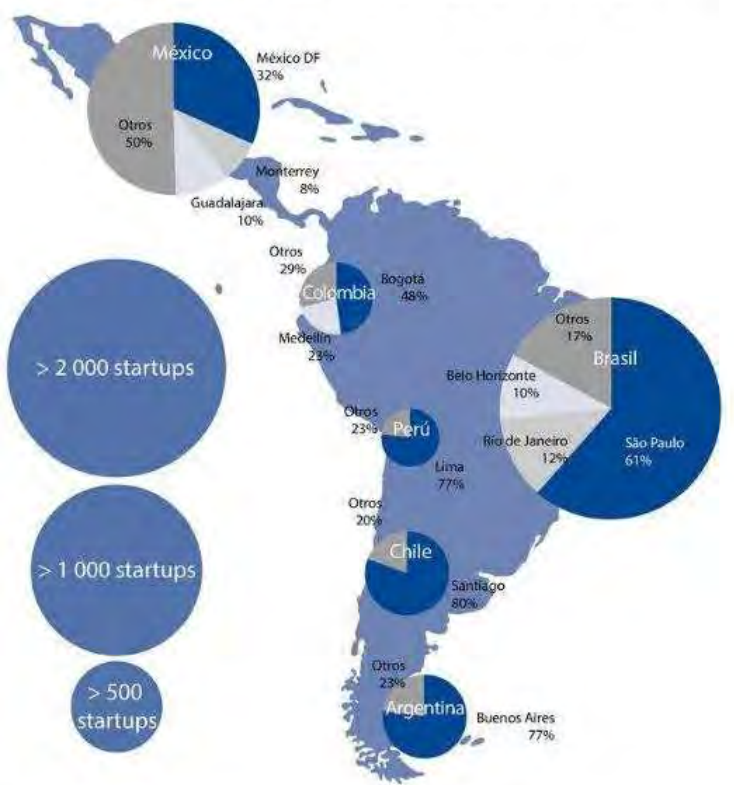 México
México DF
32%
Otros
50%
Monterrey
8%
Guadalajara
10%
Otros
29%
Colombia
Bogotá
48%
Medellín
23%
> 2 000 startups
Otros
17%
Brasil
Belo Horizonte
10%
Río de Janeiro
12%
São Paulo
61%
Otros
23%
Perú
Lima
77%
Otros
20%
Chile
Santiago
80%
> 1 000 startups
Otros
23%
Argentina
Buenos Aires
77%
> 500
startups